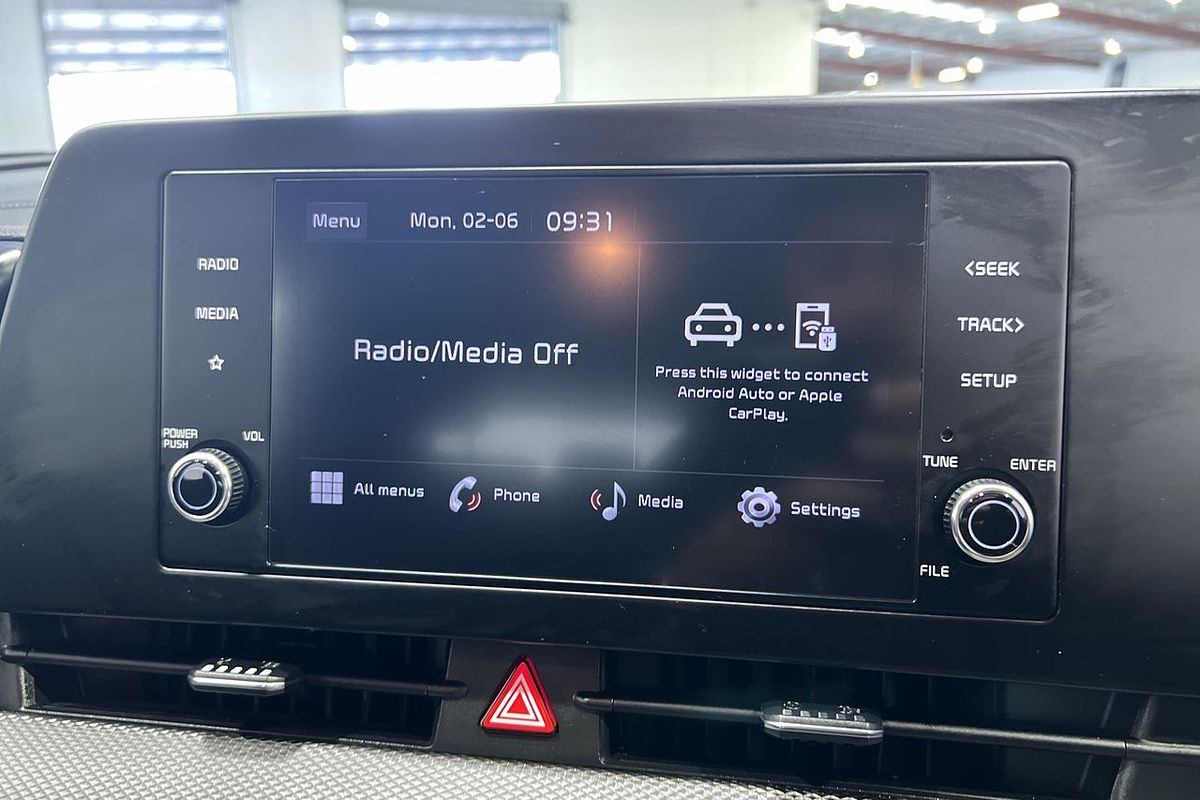 Menu
Mon, 02-06
09:31
RADIO
MEDIA
Radio/Media Off
Press this widget to connect
Android Auto or Apple
CarPlay.
<SEEK
TRACK>
SETUP
POWER
PUSH
VOL
TUNE
ENTER
FILE
All menus
Phone
Media
Settings